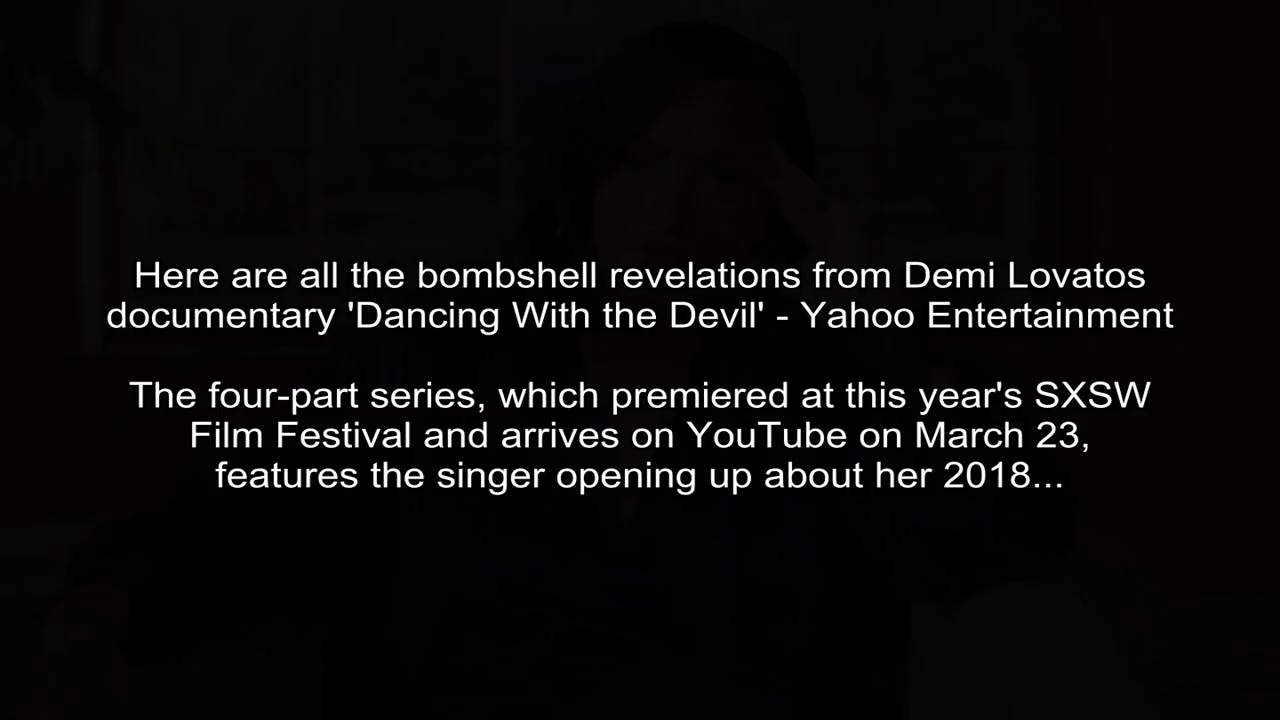 Here are all the bombshell revelations from Demi Lovatos
documentary 'Dancing With the Devil' - Yahoo Entertainment
The four-part series, which premiered at this year's SXSW
Film Festival and arrives on YouTube on March 23,
features the singer opening up about her 2018...